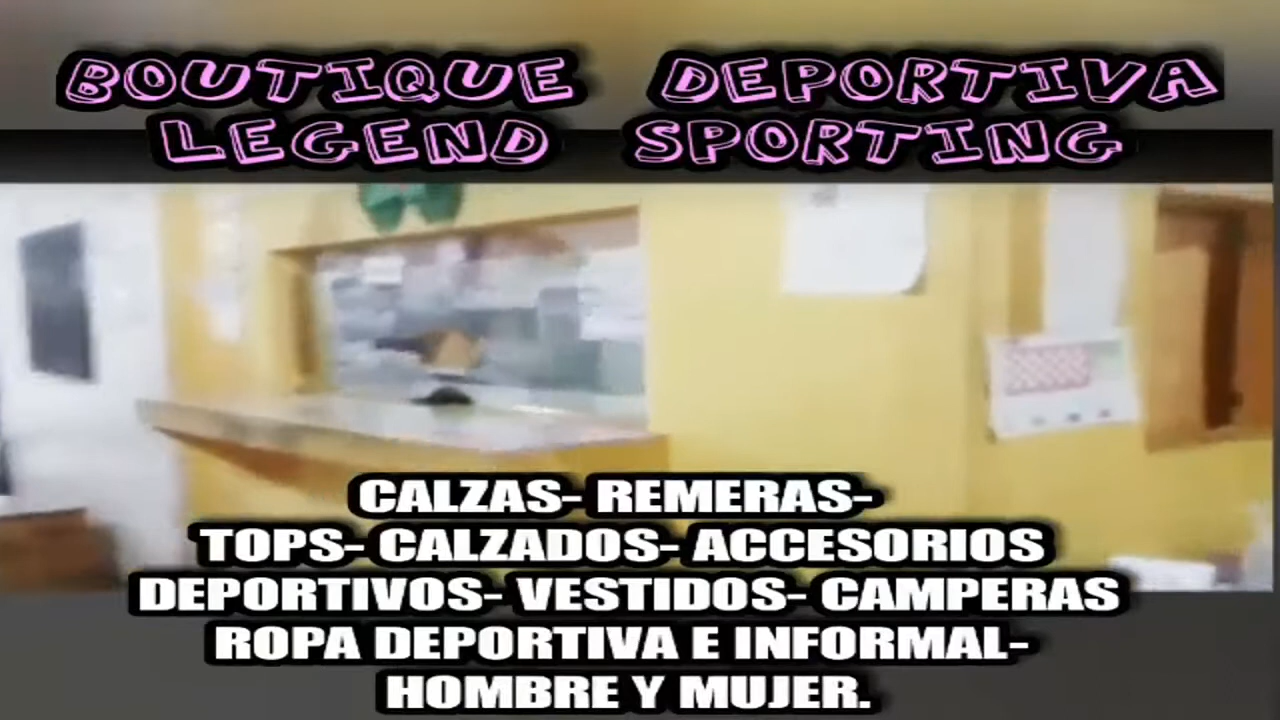 BOUTIQUE DEPORTIVA
LEGEND SPORTING
CALZAS- REMERAS-
TOPS- CALZADOS- ACCESORIOS
DEPORTIVOS- VESTIDOS- CAMPERAS
ROPA DEPORTIVA E INFORMAL-
HOMBRE Y MUJER.